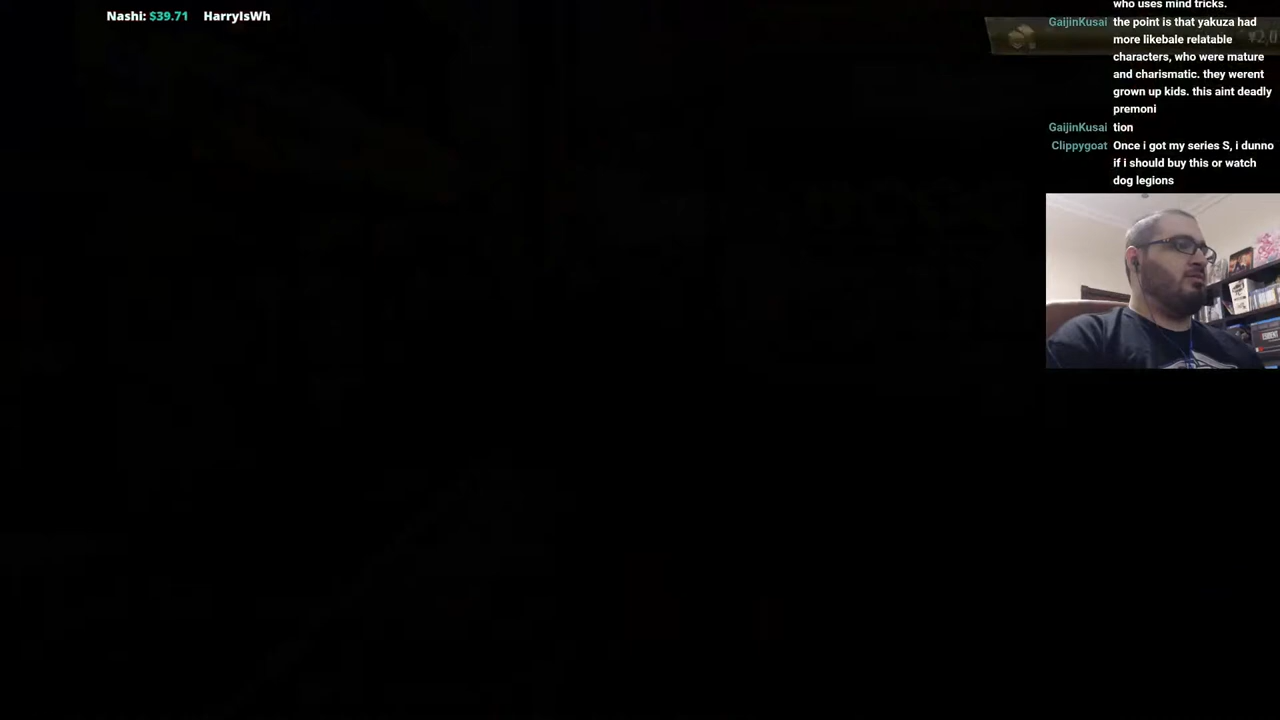 Nashi: $39.71 HarryIsWh
who uses mind tricks.
GaijinKusai the point is that yakuza had
more likebale relatable
characters, who were mature
and charismatic. they werent
grown up kids. this aint deadly
premoni
GaijinKusai tion
Clippygoat Once i got my series S, i dunno
if i should buy this or watch
dog legions